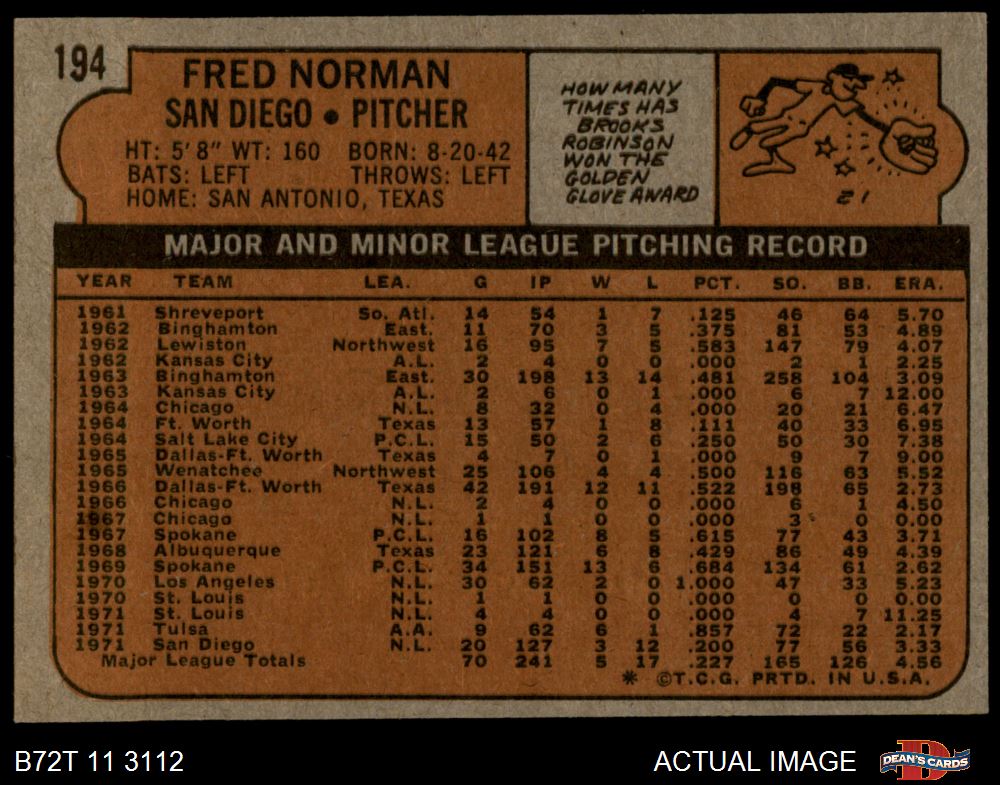 194
FRED NORMAN
SAN DIEGO • PITCHER
HT: 5'8" WT: 160 BORN: 8-20-42
BATS: LEFT THROWS: LEFT
HOME: SAN ANTONIO, TEXAS
HOW MANY
TIMES HAS
BROOKS
ROBINSON
WON THE
GOLDEN
GLOVE AWARD
21
MAJOR AND MINOR LEAGUE PITCHING RECORD
YEAR TEAM LEA. G IP W L PCT. SO. BB. ERA.
1961 Shreveport So. Atl. 14 54 1 7 .125 46 64 5.70
1962 Binghamton East. 11 70 3 5 .375 81 53 4.89
1962 Lewiston Northwest 16 95 7 5 .583 147 79 4.07
1962 Kansas City A.L. 2 4 0 0 .000 2 1 2.25
1963 Binghamton East. 30 198 13 14 .481 258 104 3.09
1963 Kansas City A.L. 2 6 0 1 .000 6 7 12.00
1964 Chicago N.L. 8 32 0 4 .000 20 21 6.47
1964 Ft. Worth Texas 13 57 1 8 .111 40 33 6.95
1964 Salt Lake City P.C.L. 15 50 2 6 .250 50 30 7.38
1965 Dallas-Ft. Worth Texas 4 7 0 1 .000 9 7 9.00
1965 Wenatchee Northwest 25 106 4 4 .500 116 63 5.52
1966 Dallas-Ft. Worth Texas 42 191 12 11 .522 198 65 2.73
1966 Chicago N.L. 2 4 0 0 .000 6 1 4.50
1967 Chicago N.L. 1 1 0 0 .000 3 0 0.00
1967 Spokane P.C.L. 16 102 8 5 .615 77 43 3.71
1968 Albuquerque Texas 23 121 6 8 .429 86 49 4.39
1969 Spokane P.C.L. 34 151 13 6 .684 134 61 2.62
1970 Los Angeles N.L. 30 62 2 0 1.000 47 33 5.23
1970 St. Louis N.L. 1 1 0 0 .000 0 0 0.00
1971 St. Louis N.L. 4 4 0 0 .000 4 7 11.25
1971 Tulsa A.A. 9 62 6 1 .857 72 22 2.17
1971 San Diego N.L. 20 127 3 12 .200 77 56 3.33
Major League Totals 70 241 5 17 .227 165 126 4.56
* ©T.C.G. PRTD. IN U.S.A.
B72T 11 3112 ACTUAL IMAGE D DEAN'S CARDS